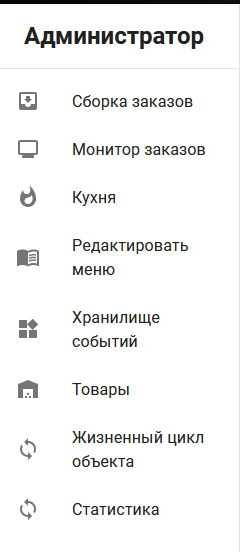 Администратор
Сборка заказов
Монитор заказов
Кухня
Редактировать
меню
Хранилище
событий
Товары
Жизненный цикл
объекта
Статистика